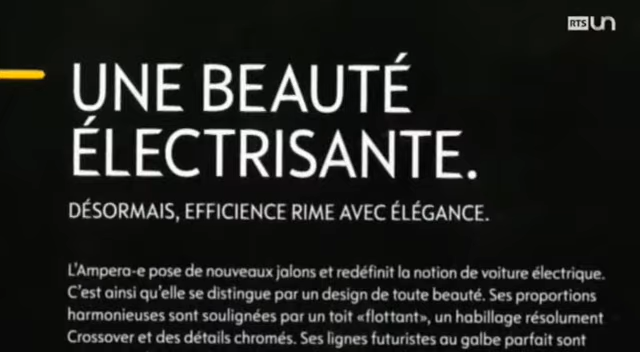 RTS UN
UNE BEAUTÉ
ÉLECTRISANTE.
DÉSORMAIS, EFFICIENCE RIME AVEC ÉLÉGANCE.
L'Ampera-e pose de nouveaux jalons et redéfinit la notion de voiture électrique.
C'est ainsi qu'elle se distingue par un design de toute beauté. Ses proportions
harmonieuses sont soulignées par un toit «flottant», un habillage résolument
Crossover et des détails chromés. Ses lignes futuristes au galbe parfait sont